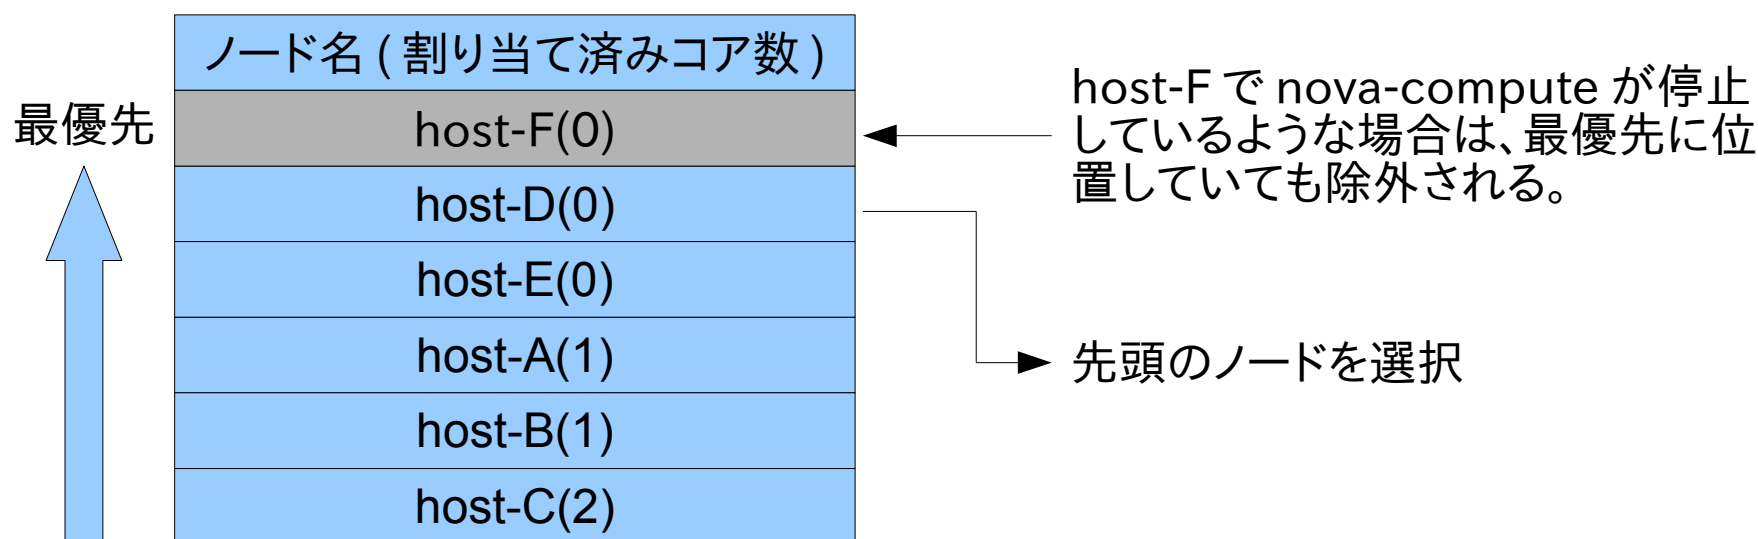 ノード名 ( 割り当て済みコア数 )
最優先
host-F(0)
host-D(0)
host-E(0)
host-A(1)
host-B(1)
host-C(2)
host-F で nova-compute が停止
しているような場合は、最優先に位
置していても除外される。
先頭のノードを選択